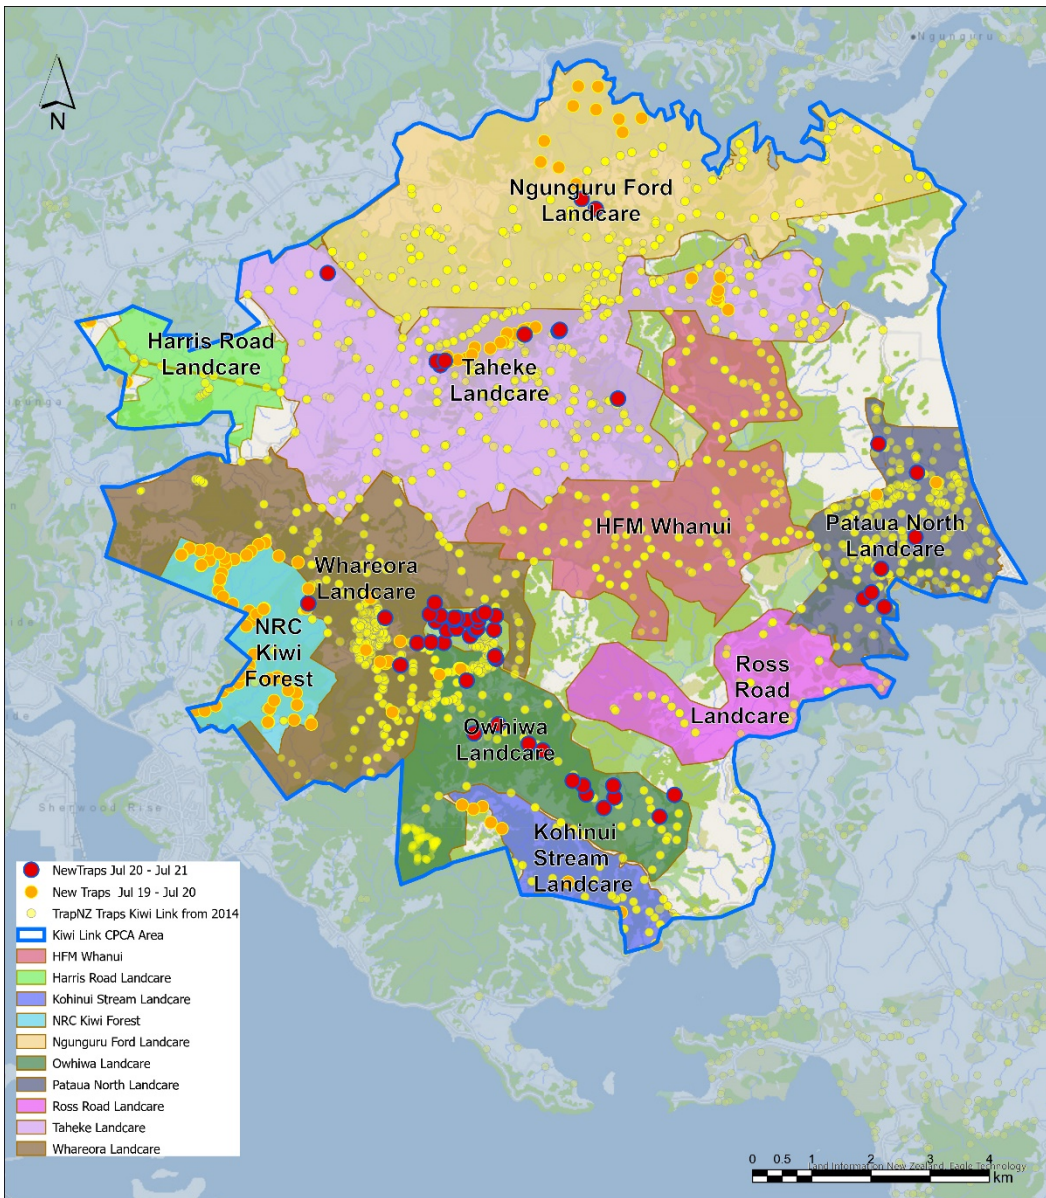 Ngunguru
N
Ngunguru Ford
Landcare
Harris Road
Landcare
Taheke
Landcare
HFM Whanui
Pataua North
Landcare
Whareora
Landcare
NRC
Kiwi
Forest
Ross
Road
Landcare
Owhiwa
Landcare
Sherwood Rise
Kohinui
Stream
Landcare
NewTraps Jul 20 - Jul 21
New Traps Jul 19 - Jul 20
TrapNZ Traps Kiwi Link from 2014
Kiwi Link CPCA Area
HFM Whanui
Harris Road Landcare
Kohinui Stream Landcare
NRC Kiwi Forest
Ngunguru Ford Landcare
Owhiwa Landcare
Pataua North Landcare
Ross Road Landcare
Taheke Landcare
Whareora Landcare
0 0.5 1 2 3 4
km
Land Information New Zealand, Eagle Technology